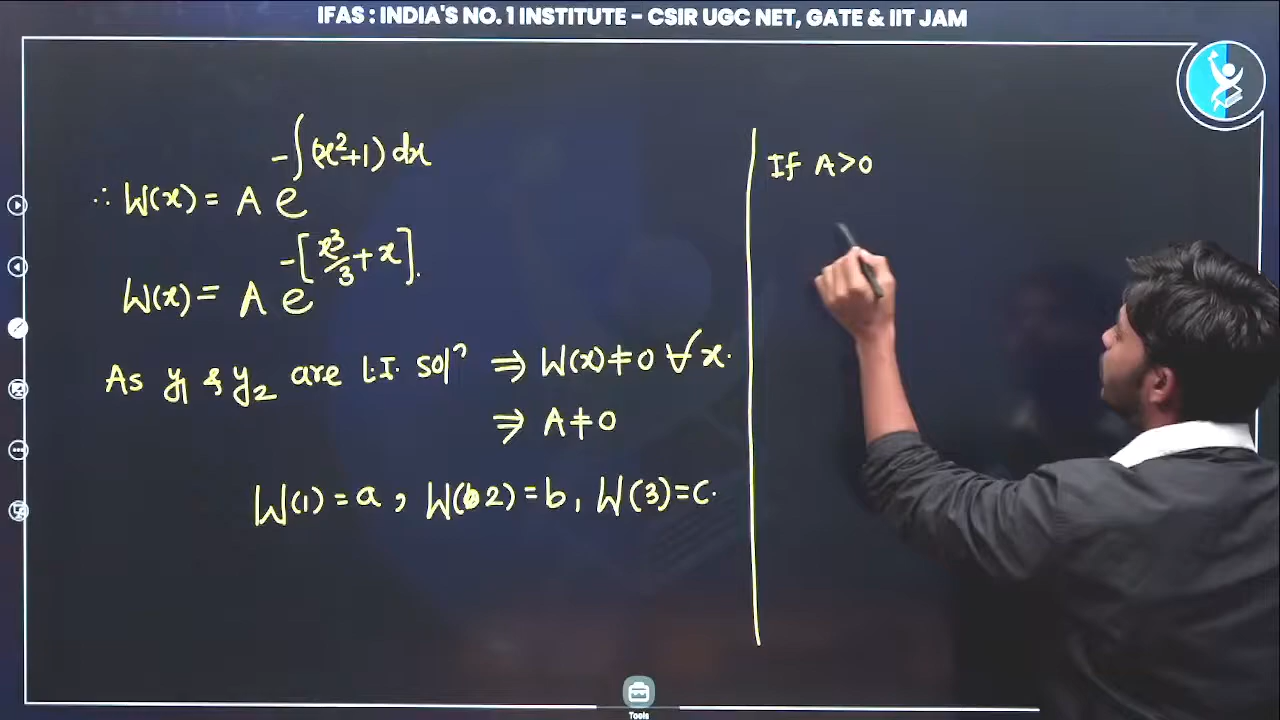 IFAS : INDIA'S NO. 1 INSTITUTE - CSIR UGC NET, GATE & IIT JAM
∴ W(x) = A e^{-∫(x²+1) dx}
W(x) = A e^{-[x³/3 + x]}.
As y₁ & y₂ are L.I. solⁿ ⇒ W(x) ≠ 0 ∀ x.
⇒ A ≠ 0
W(1) = a , W(2) = b , W(3) = c.
If A > 0
Tools